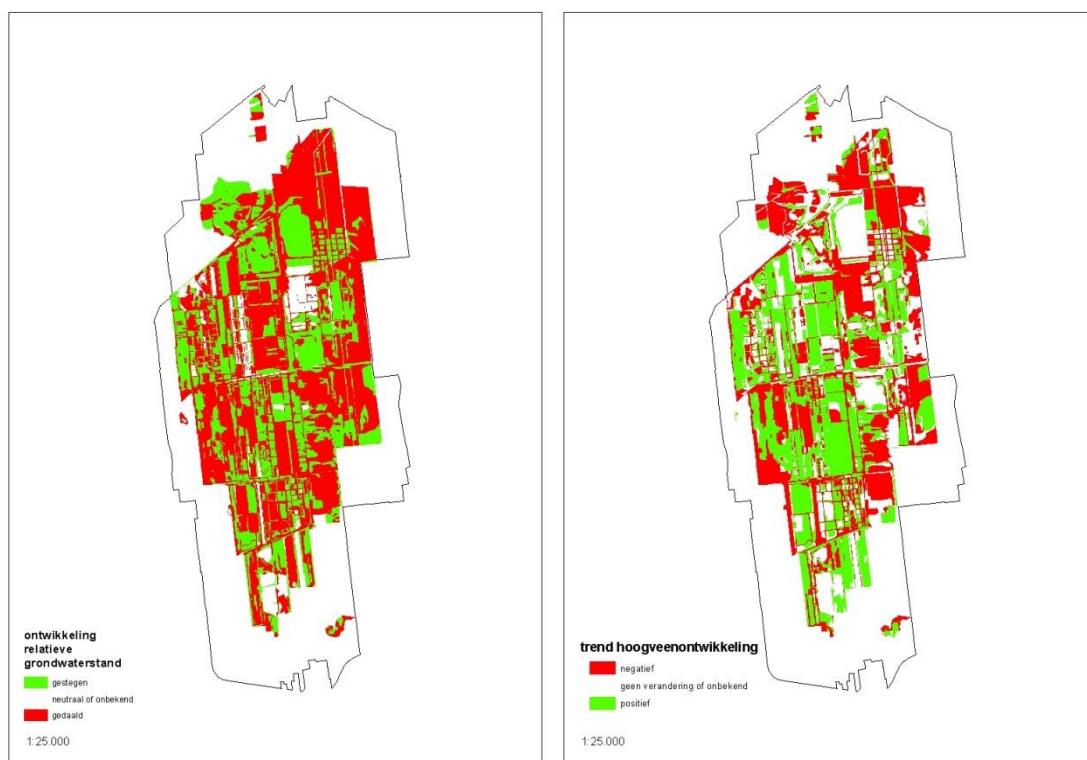 ontwikkeling
relatieve
grondwaterstand
gestegen
neutraal of onbekend
gedaald
1:25.000
trend hoogveenontwikkeling
negatief
geen verandering of onbekend
positief
1:25.000